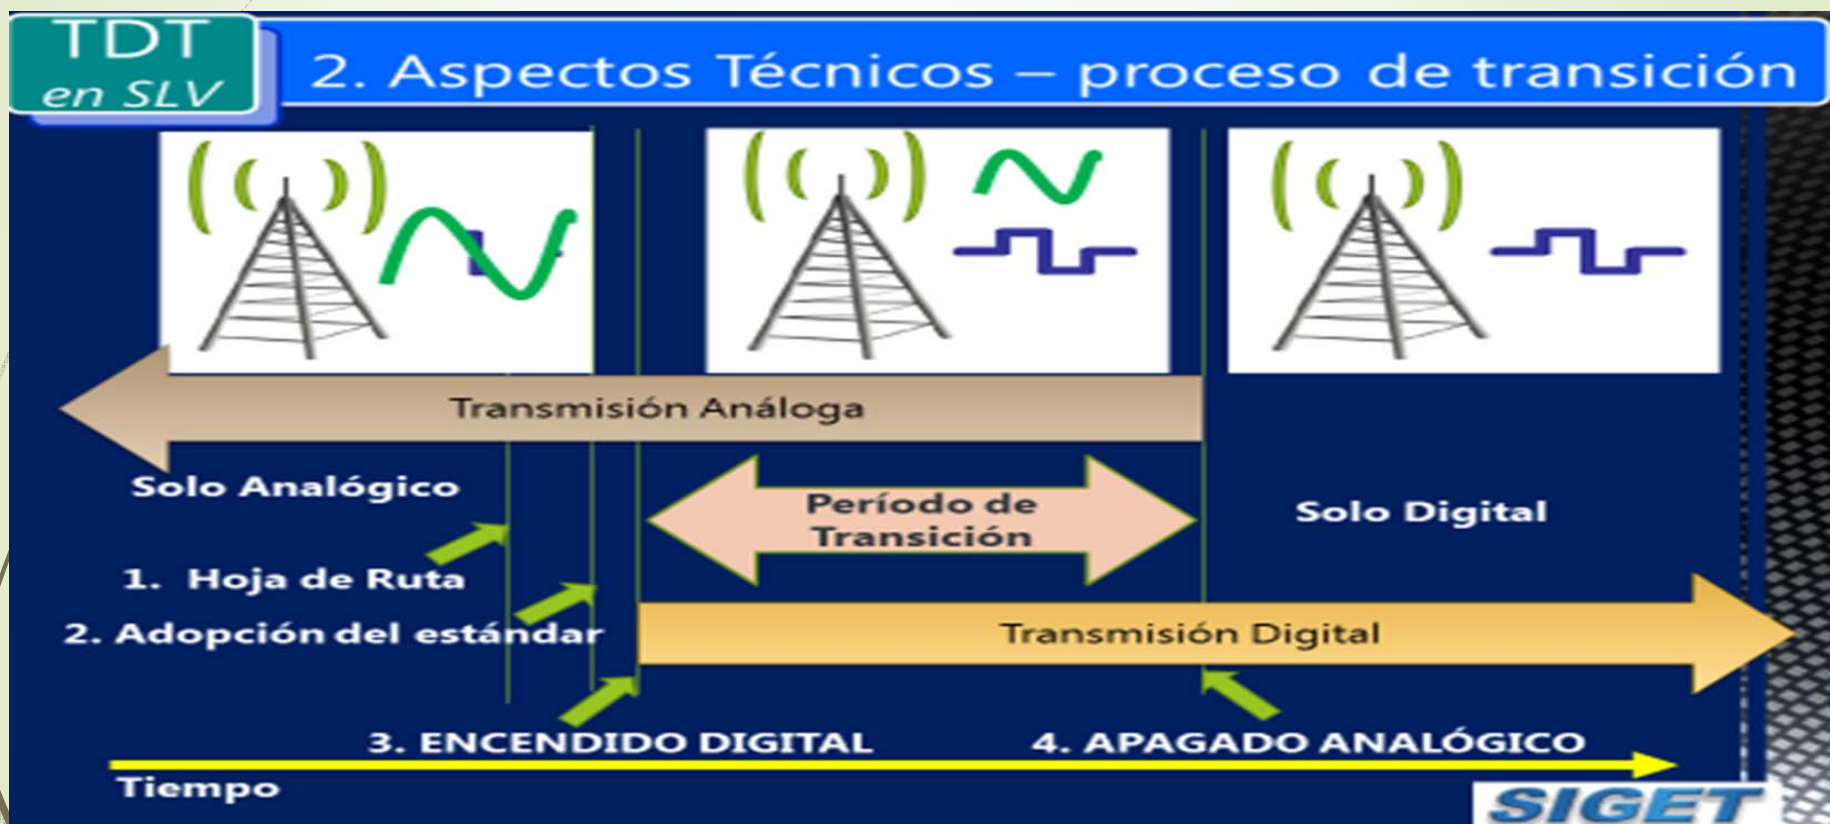 TDT
en SLV
2. Aspectos Técnicos – proceso de transición
Transmisión Análoga
Solo Analógico
Período de
Transición
Solo Digital
1. Hoja de Ruta
2. Adopción del estándar
Transmisión Digital
3. ENCENDIDO DIGITAL
4. APAGADO ANALÓGICO
Tiempo
SIGET